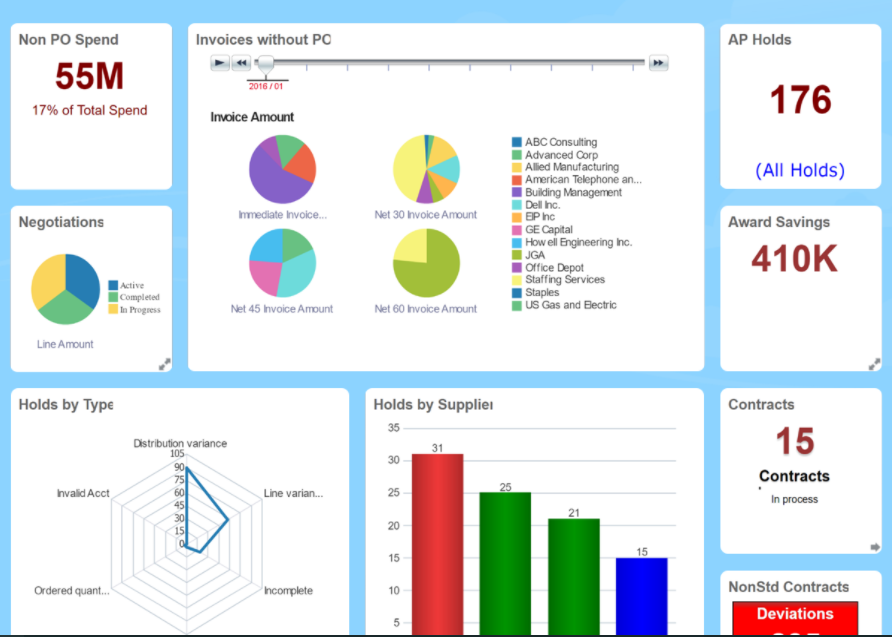 Non PO Spend
55M
17% of Total Spend
Invoices without PO
2016 / 01
Invoice Amount
Immediate Invoice...
Net 30 Invoice Amount
Net 45 Invoice Amount
Net 60 Invoice Amount
ABC Consulting
Advanced Corp
Allied Manufacturing
American Telephone an...
Building Management
Dell Inc.
EIP Inc
GE Capital
Howell Engineering Inc.
JGA
Office Depot
Staffing Services
Staples
US Gas and Electric
AP Holds
176
(All Holds)
Negotiations
Active
Completed
In Progress
Line Amount
Award Savings
410K
Holds by Type
Distribution variance
105
90
75
60
45
30
15
0
Invalid Acct
Line varian...
Ordered quant...
Incomplete
Holds by Supplier
35
30
25
20
15
10
5
31
25
21
15
Contracts
15
Contracts
In process
NonStd Contracts
Deviations